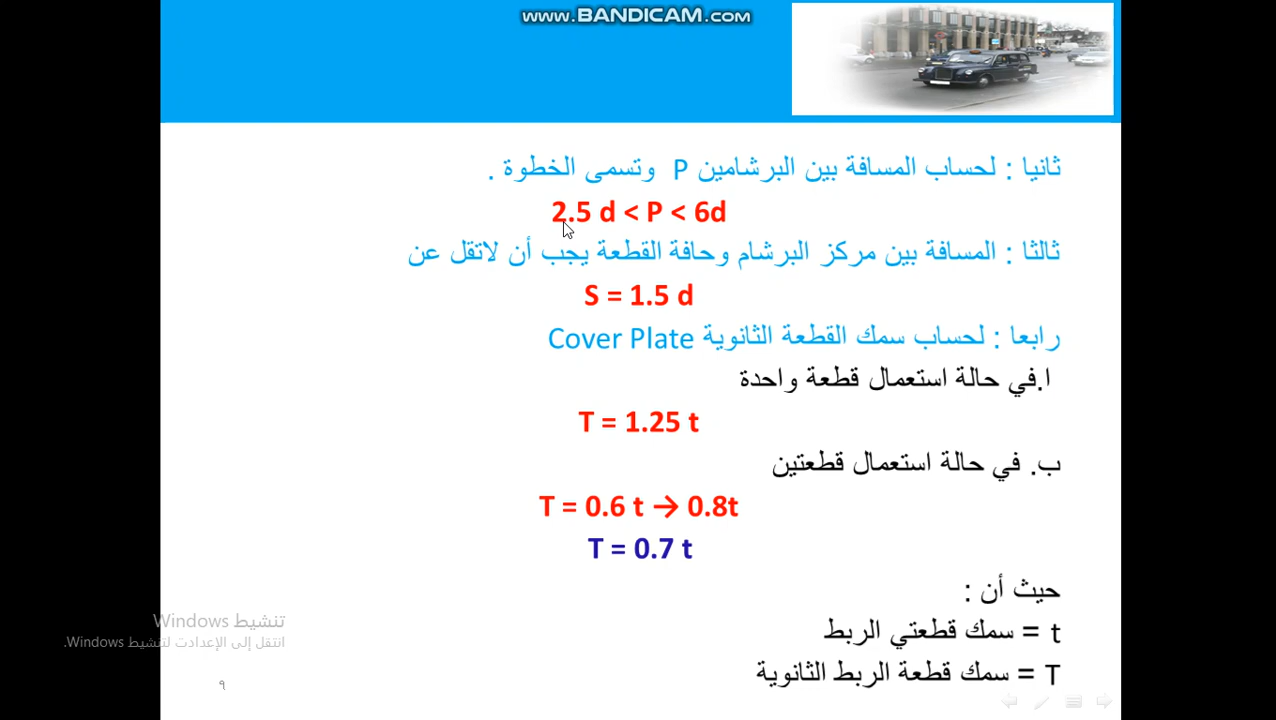 www.BANDICAM.com
ثانيا : لحساب المسافة بين البرشامين P وتسمى الخطوة .
2.5 d < P < 6d
ثالثا : المسافة بين مركز البرشام وحافة القطعة يجب أن لاتقل عن
S = 1.5 d
رابعا : لحساب سمك القطعة الثانوية Cover Plate
ا.في حالة استعمال قطعة واحدة
T = 1.25 t
ب. في حالة استعمال قطعتين
T = 0.6 t → 0.8t
T = 0.7 t
حيث أن :
t = سمك قطعتي الربط
T = سمك قطعة الربط الثانوية
تنشيط Windows
انتقل إلى الإعدادت لتنشيط Windows.
٩